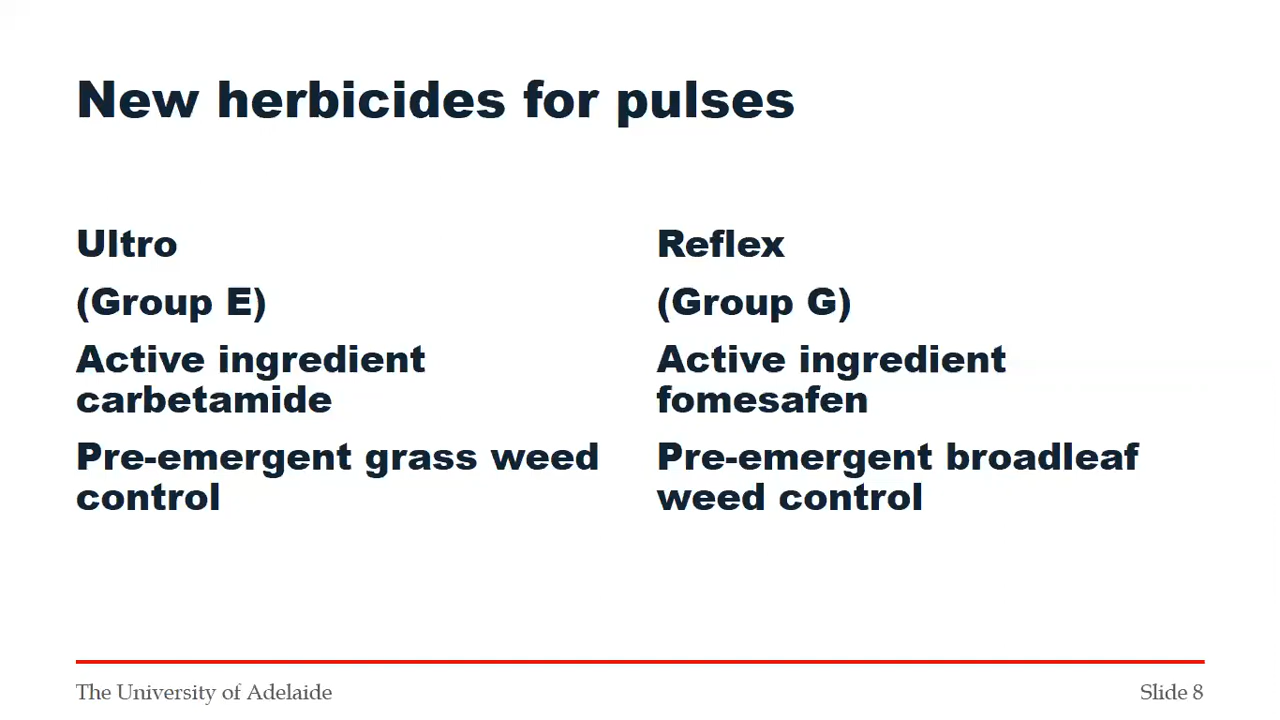 New herbicides for pulses
Ultro
(Group E)
Active ingredient
carbetamide
Pre-emergent grass weed
control
Reflex
(Group G)
Active ingredient
fomesafen
Pre-emergent broadleaf
weed control
The University of Adelaide
Slide 8